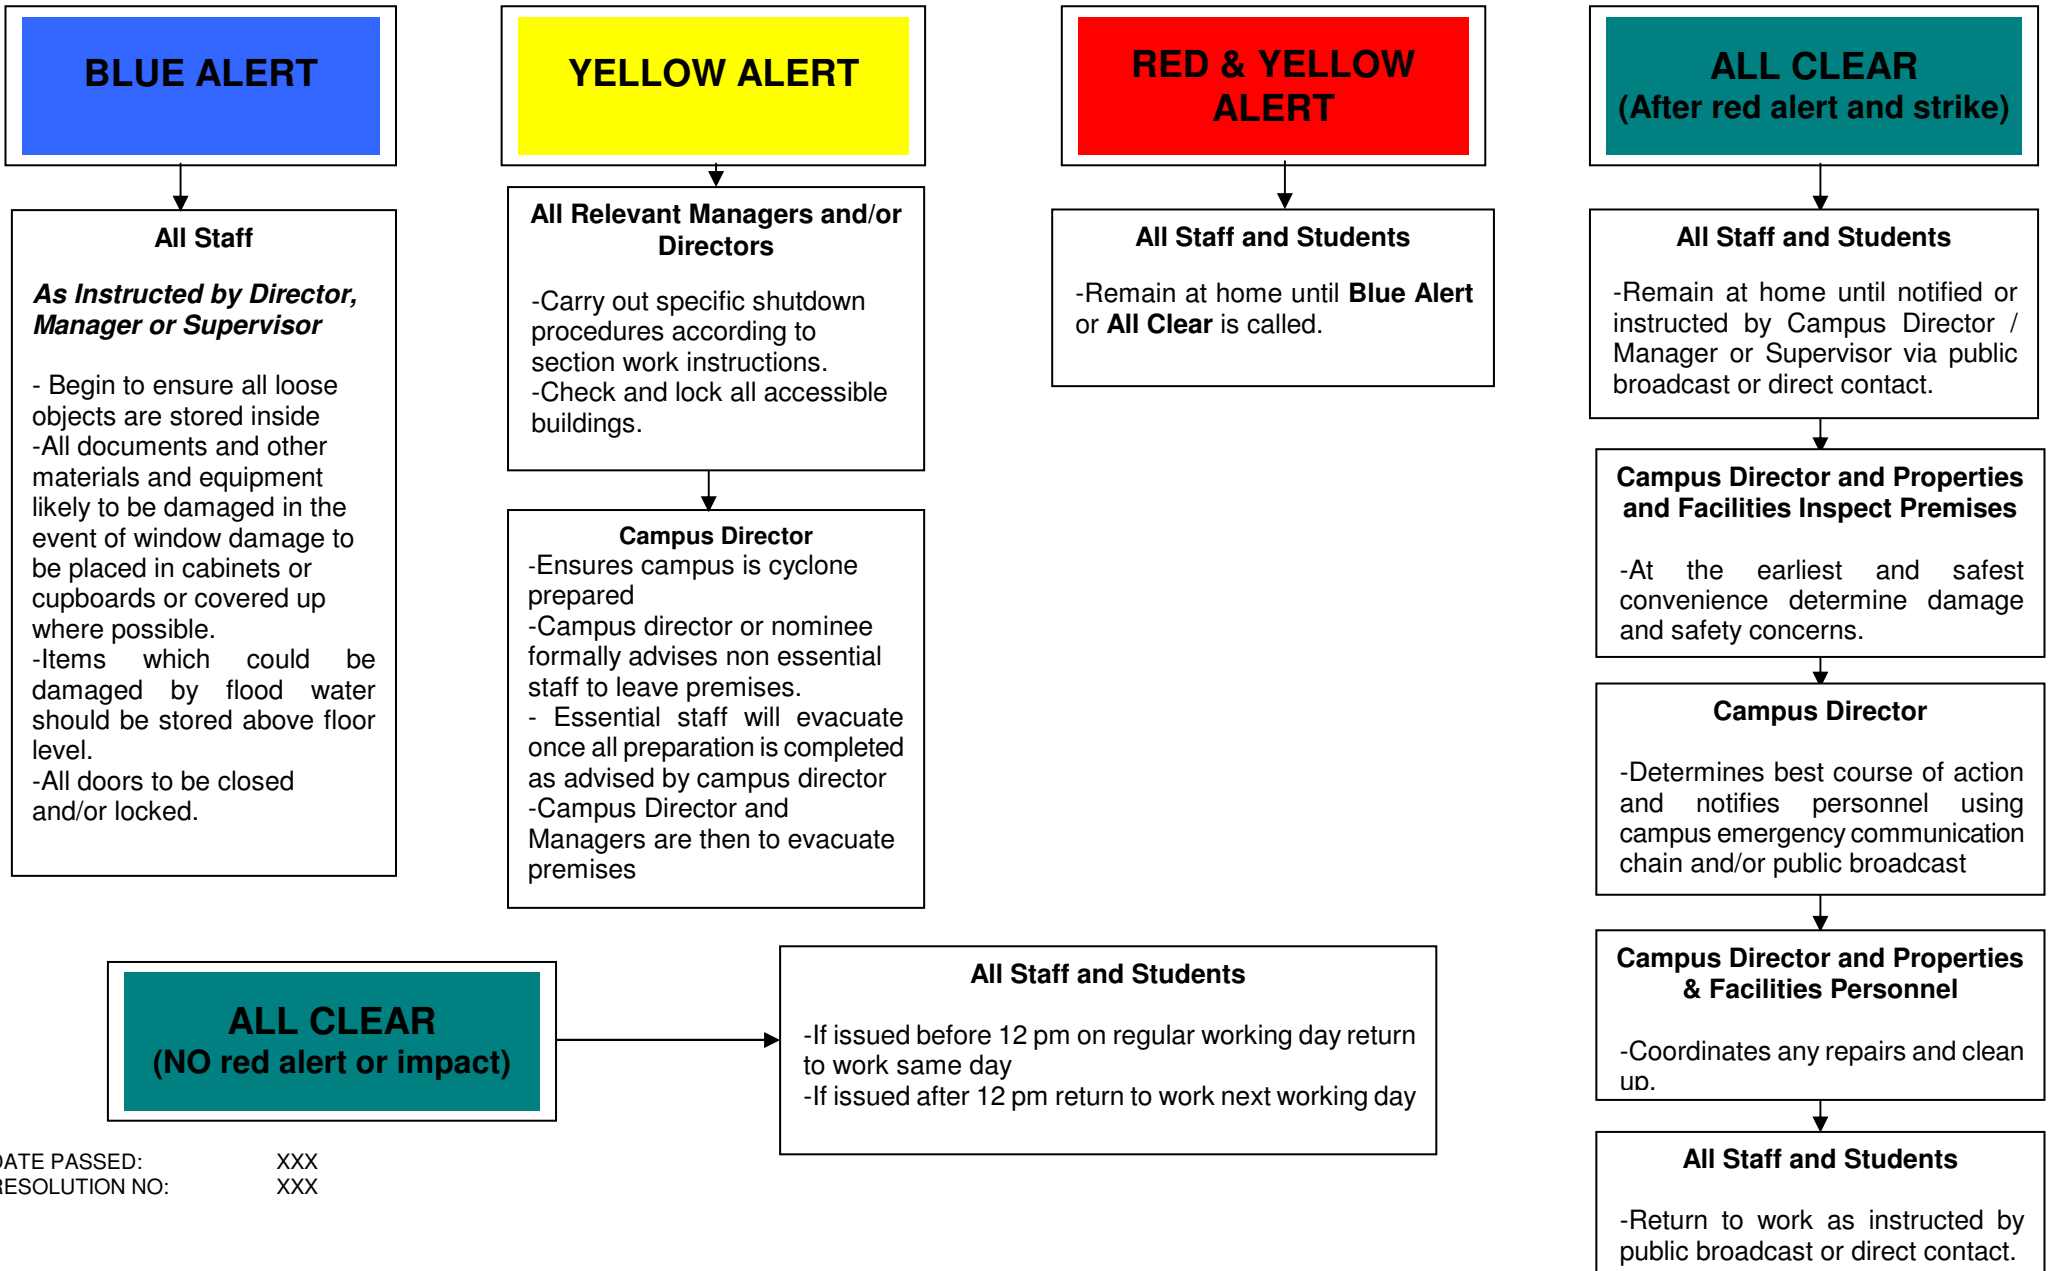 BLUE ALERT
All Staff
As Instructed by Director,
Manager or Supervisor
- Begin to ensure all loose
objects are stored inside
-All documents and other
materials and equipment
likely to be damaged in the
event of window damage to
be placed in cabinets or
cupboards or covered up
where possible.
-Items which could be
damaged by flood water
should be stored above floor
level.
-All doors to be closed
and/or locked.
YELLOW ALERT
All Relevant Managers and/or
Directors
-Carry out specific shutdown
procedures according to
section work instructions.
-Check and lock all accessible
buildings.
Campus Director
-Ensures campus is cyclone
prepared
-Campus director or nominee
formally advises non essential
staff to leave premises.
- Essential staff will evacuate
once all preparation is completed
as advised by campus director
-Campus Director and
Managers are then to evacuate
premises
RED & YELLOW
ALERT
All Staff and Students
-Remain at home until Blue Alert
or All Clear is called.
ALL CLEAR
(After red alert and strike)
All Staff and Students
-Remain at home until notified or
instructed by Campus Director /
Manager or Supervisor via public
broadcast or direct contact.
Campus Director and Properties
and Facilities Inspect Premises
-At the earliest and safest
convenience determine damage
and safety concerns.
Campus Director
-Determines best course of action
and notifies personnel using
campus emergency communication
chain and/or public broadcast
Campus Director and Properties
& Facilities Personnel
-Coordinates any repairs and clean
up.
All Staff and Students
-Return to work as instructed by
public broadcast or direct contact.
ALL CLEAR
(NO red alert or impact)
All Staff and Students
-If issued before 12 pm on regular working day return
to work same day
-If issued after 12 pm return to work next working day
DATE PASSED: XXX
RESOLUTION NO: XXX